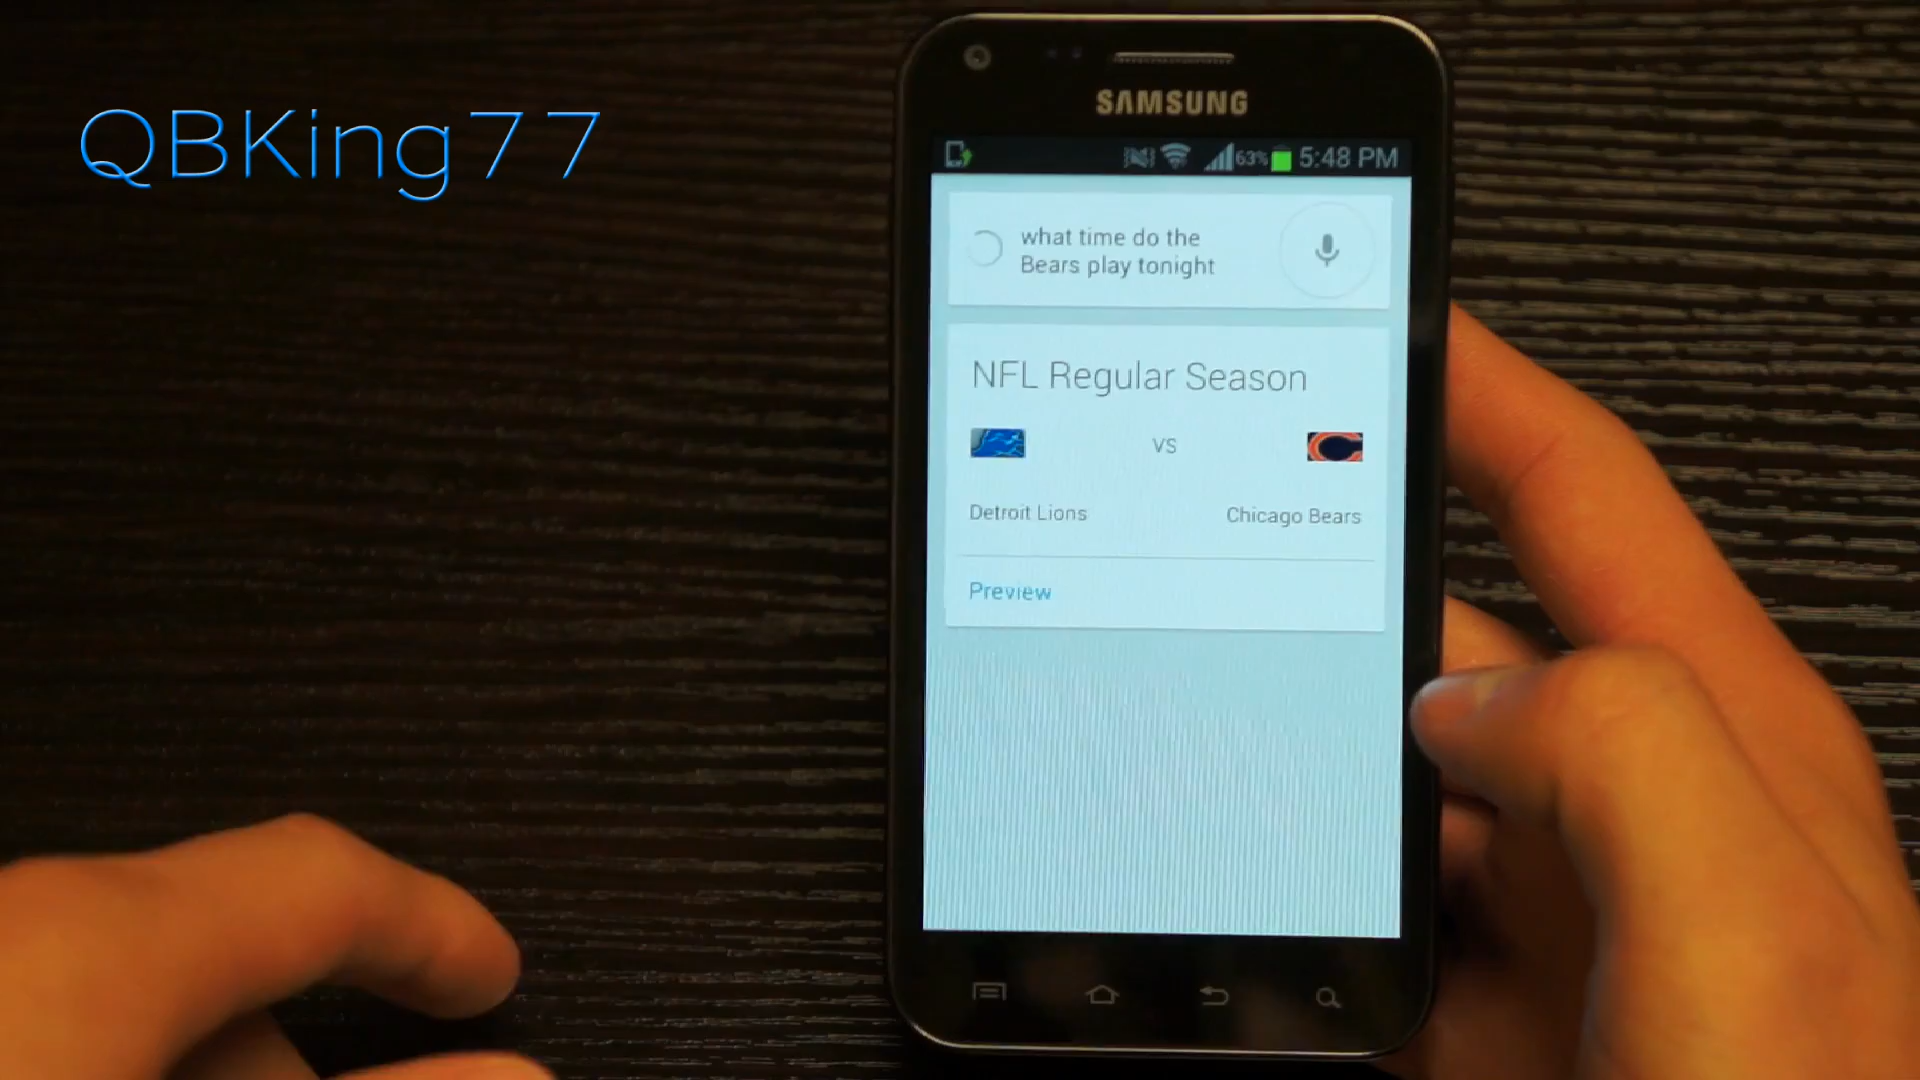 QBKing77
SAMSUNG
63% 5:48 PM
what time do the
Bears play tonight
NFL Regular Season
VS
Detroit Lions
Chicago Bears
Preview